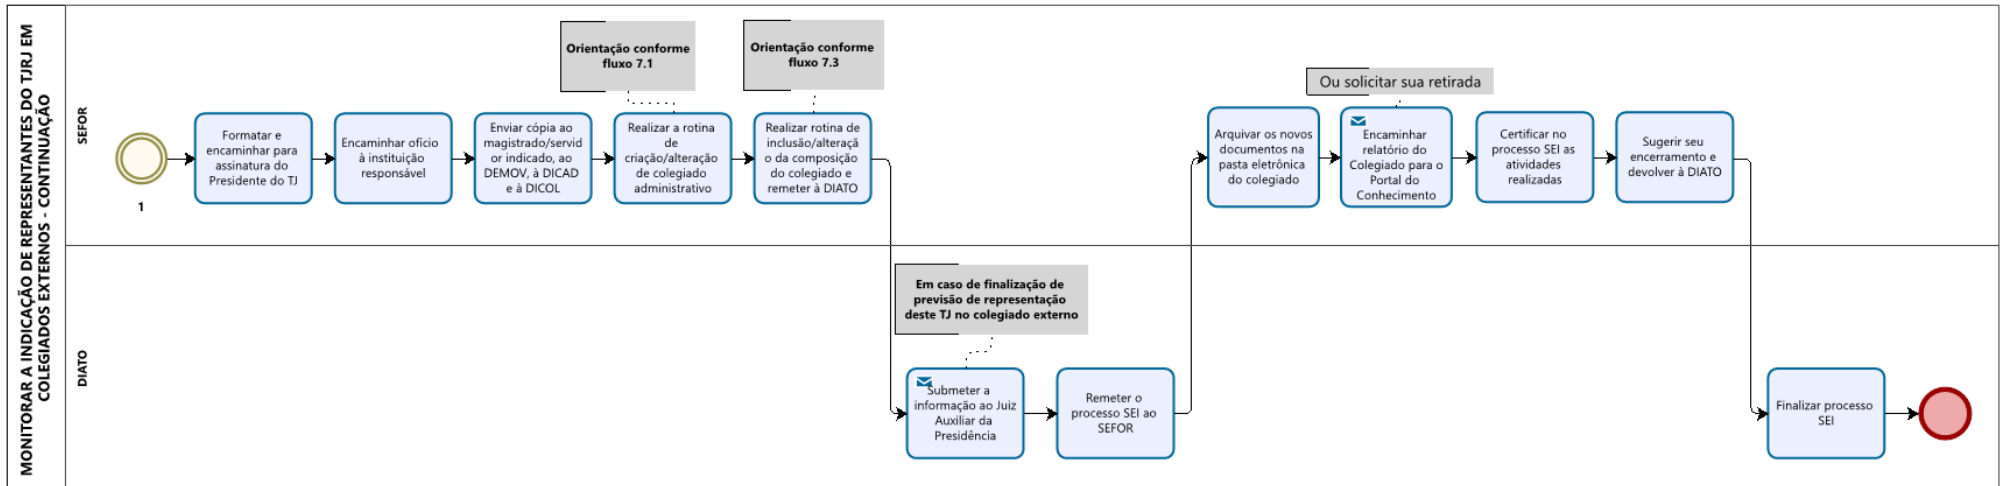 MONITORAR A INDICAÇÃO DE REPRESENTANTES DO TJRJ EM
COLEGIADOS EXTERNOS - CONTINUAÇÃO
SEFOR
1
Formatar e
encaminhar para
assinatura do
Presidente do TJ
Encaminhar ofício
à instituição
responsável
Enviar cópia ao
magistrado/servid
or indicado, ao
DEMOV, à DICAD
e à DICOL
Orientação conforme
fluxo 7.1
Realizar a rotina
de
criação/alteração
de colegiado
administrativo
Orientação conforme
fluxo 7.3
Realizar rotina de
inclusão/alteraçã
o da composição
do colegiado e
remeter à DIATO
Arquivar os novos
documentos na
pasta eletrônica
do colegiado
Ou solicitar sua retirada
Encaminhar
relatório do
Colegiado para o
Portal do
Conhecimento
Certificar no
processo SEI as
atividades
realizadas
Sugerir seu
encerramento e
devolver à DIATO
DIATO
Em caso de finalização de
previsão de representação
deste TJ no colegiado externo
Submeter a
informação ao Juiz
Auxiliar da
Presidência
Remeter o
processo SEI ao
SEFOR
Finalizar processo
SEI